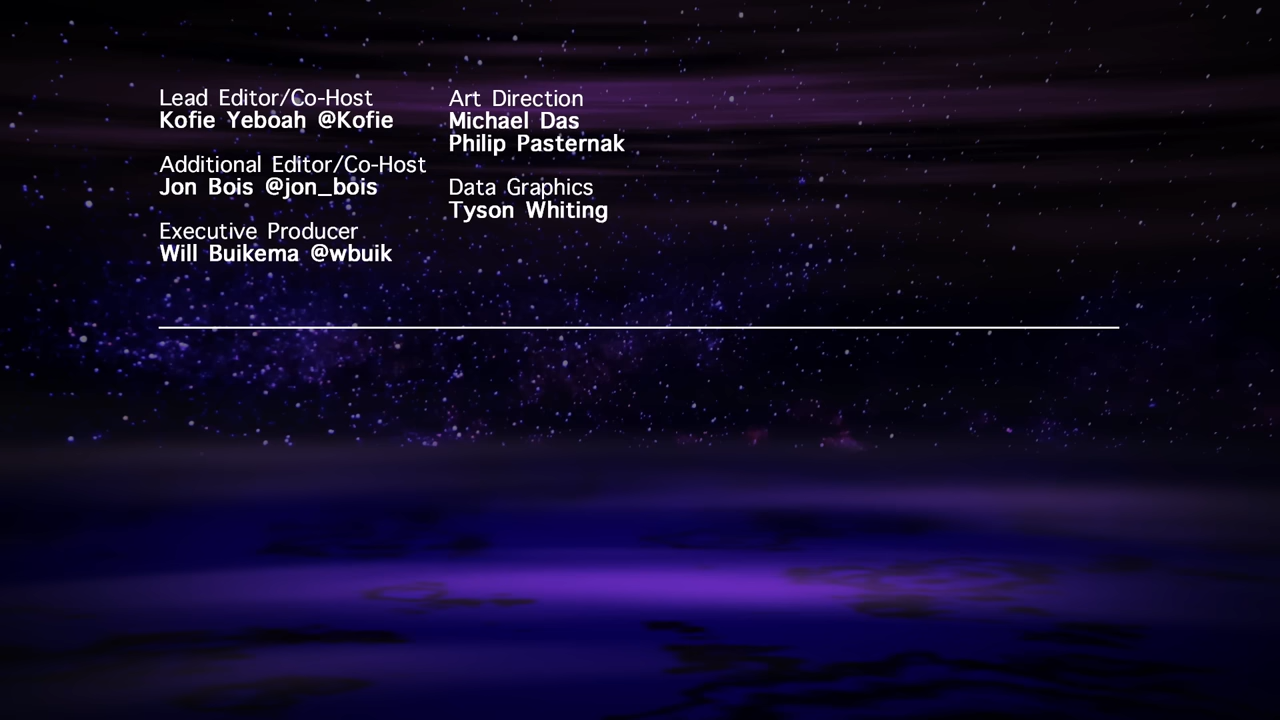 Lead Editor/Co-Host
Kofie Yeboah @Kofie
Additional Editor/Co-Host
Jon Bois @jon_bois
Executive Producer
Will Buikema @wbuik
Art Direction
Michael Das
Philip Pasternak
Data Graphics
Tyson Whiting